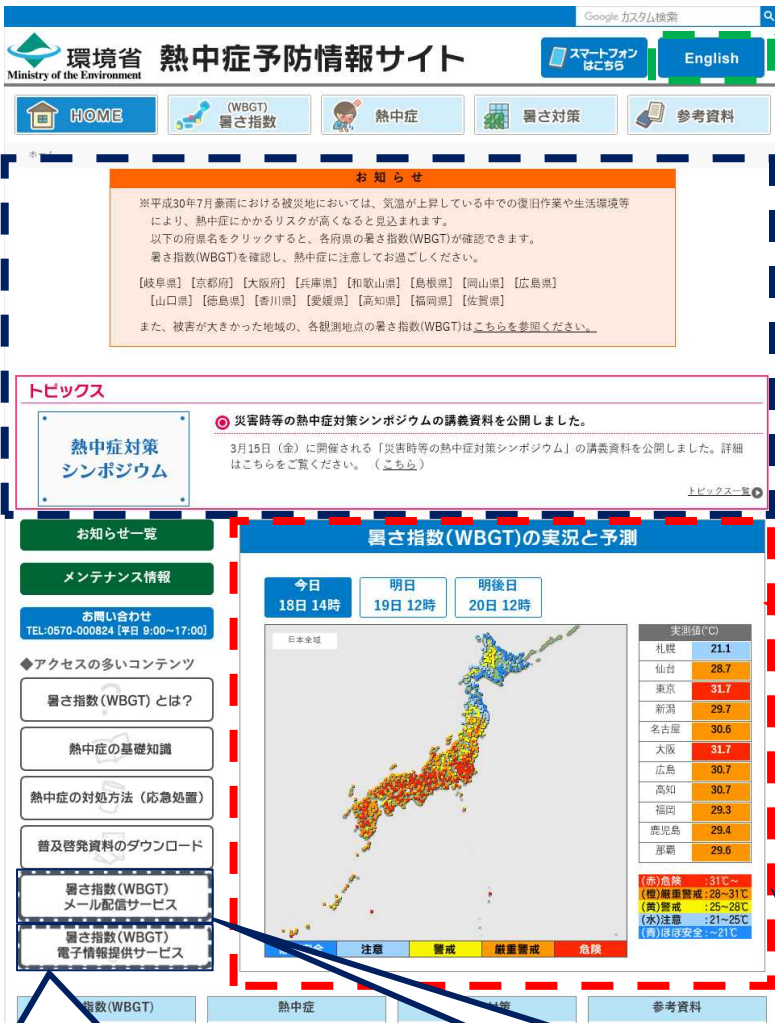 Google カスタム検索
環境省
Ministry of the Environment
熱中症予防情報サイト
スマートフォン
はこちら
English
HOME
(WBGT)
暑さ指数
熱中症
暑さ対策
参考資料
お知らせ
※平成30年7月豪雨における被災地においては、気温が上昇している中での復旧作業や生活環境等
により、熱中症にかかるリスクが高くなると見込まれます。
以下の府県名をクリックすると、各府県の暑さ指数(WBGT)が確認できます。
暑さ指数(WBGT)を確認し、熱中症に注意してお過ごしください。
[岐阜県] [京都府] [大阪府] [兵庫県] [和歌山県] [島根県] [岡山県] [広島県]
[山口県] [徳島県] [香川県] [愛媛県] [高知県] [福岡県] [佐賀県]
また、被害が大きかった地域の、各観測地点の暑さ指数(WBGT)はこちらを参照ください。
トピックス
熱中症対策
シンポジウム
災害時等の熱中症対策シンポジウムの講義資料を公開しました。
3月15日（金）に開催される「災害時等の熱中症対策シンポジウム」の講義資料を公開しました。詳細
はこちらをご覧ください。（こちら）
トピックス一覧
お知らせ一覧
メンテナンス情報
お問い合わせ
TEL:0570-000824 [平日 9:00~17:00]
◆アクセスの多いコンテンツ
暑さ指数(WBGT) とは?
熱中症の基礎知識
熱中症の対処方法（応急処置）
普及啓発資料のダウンロード
暑さ指数(WBGT)
メール配信サービス
暑さ指数(WBGT)
電子情報提供サービス
暑さ指数(WBGT)の実況と予測
今日
18日 14時
明日
19日 12時
明後日
20日 12時
日本全域
実測値(°C)
札幌 21.1
仙台 28.7
東京 31.7
新潟 29.7
名古屋 30.6
大阪 31.7
広島 30.7
高知 30.7
福岡 29.3
鹿児島 29.4
那覇 29.6
(赤)危険 :31℃~
(橙)厳重警戒:28~31℃
(黄)警戒 :25~28℃
(水)注意 :21~25℃
(青)ほぼ安全:~21℃
注意
警戒
厳重警戒
危険
指数(WBGT)
熱中症
参考資料